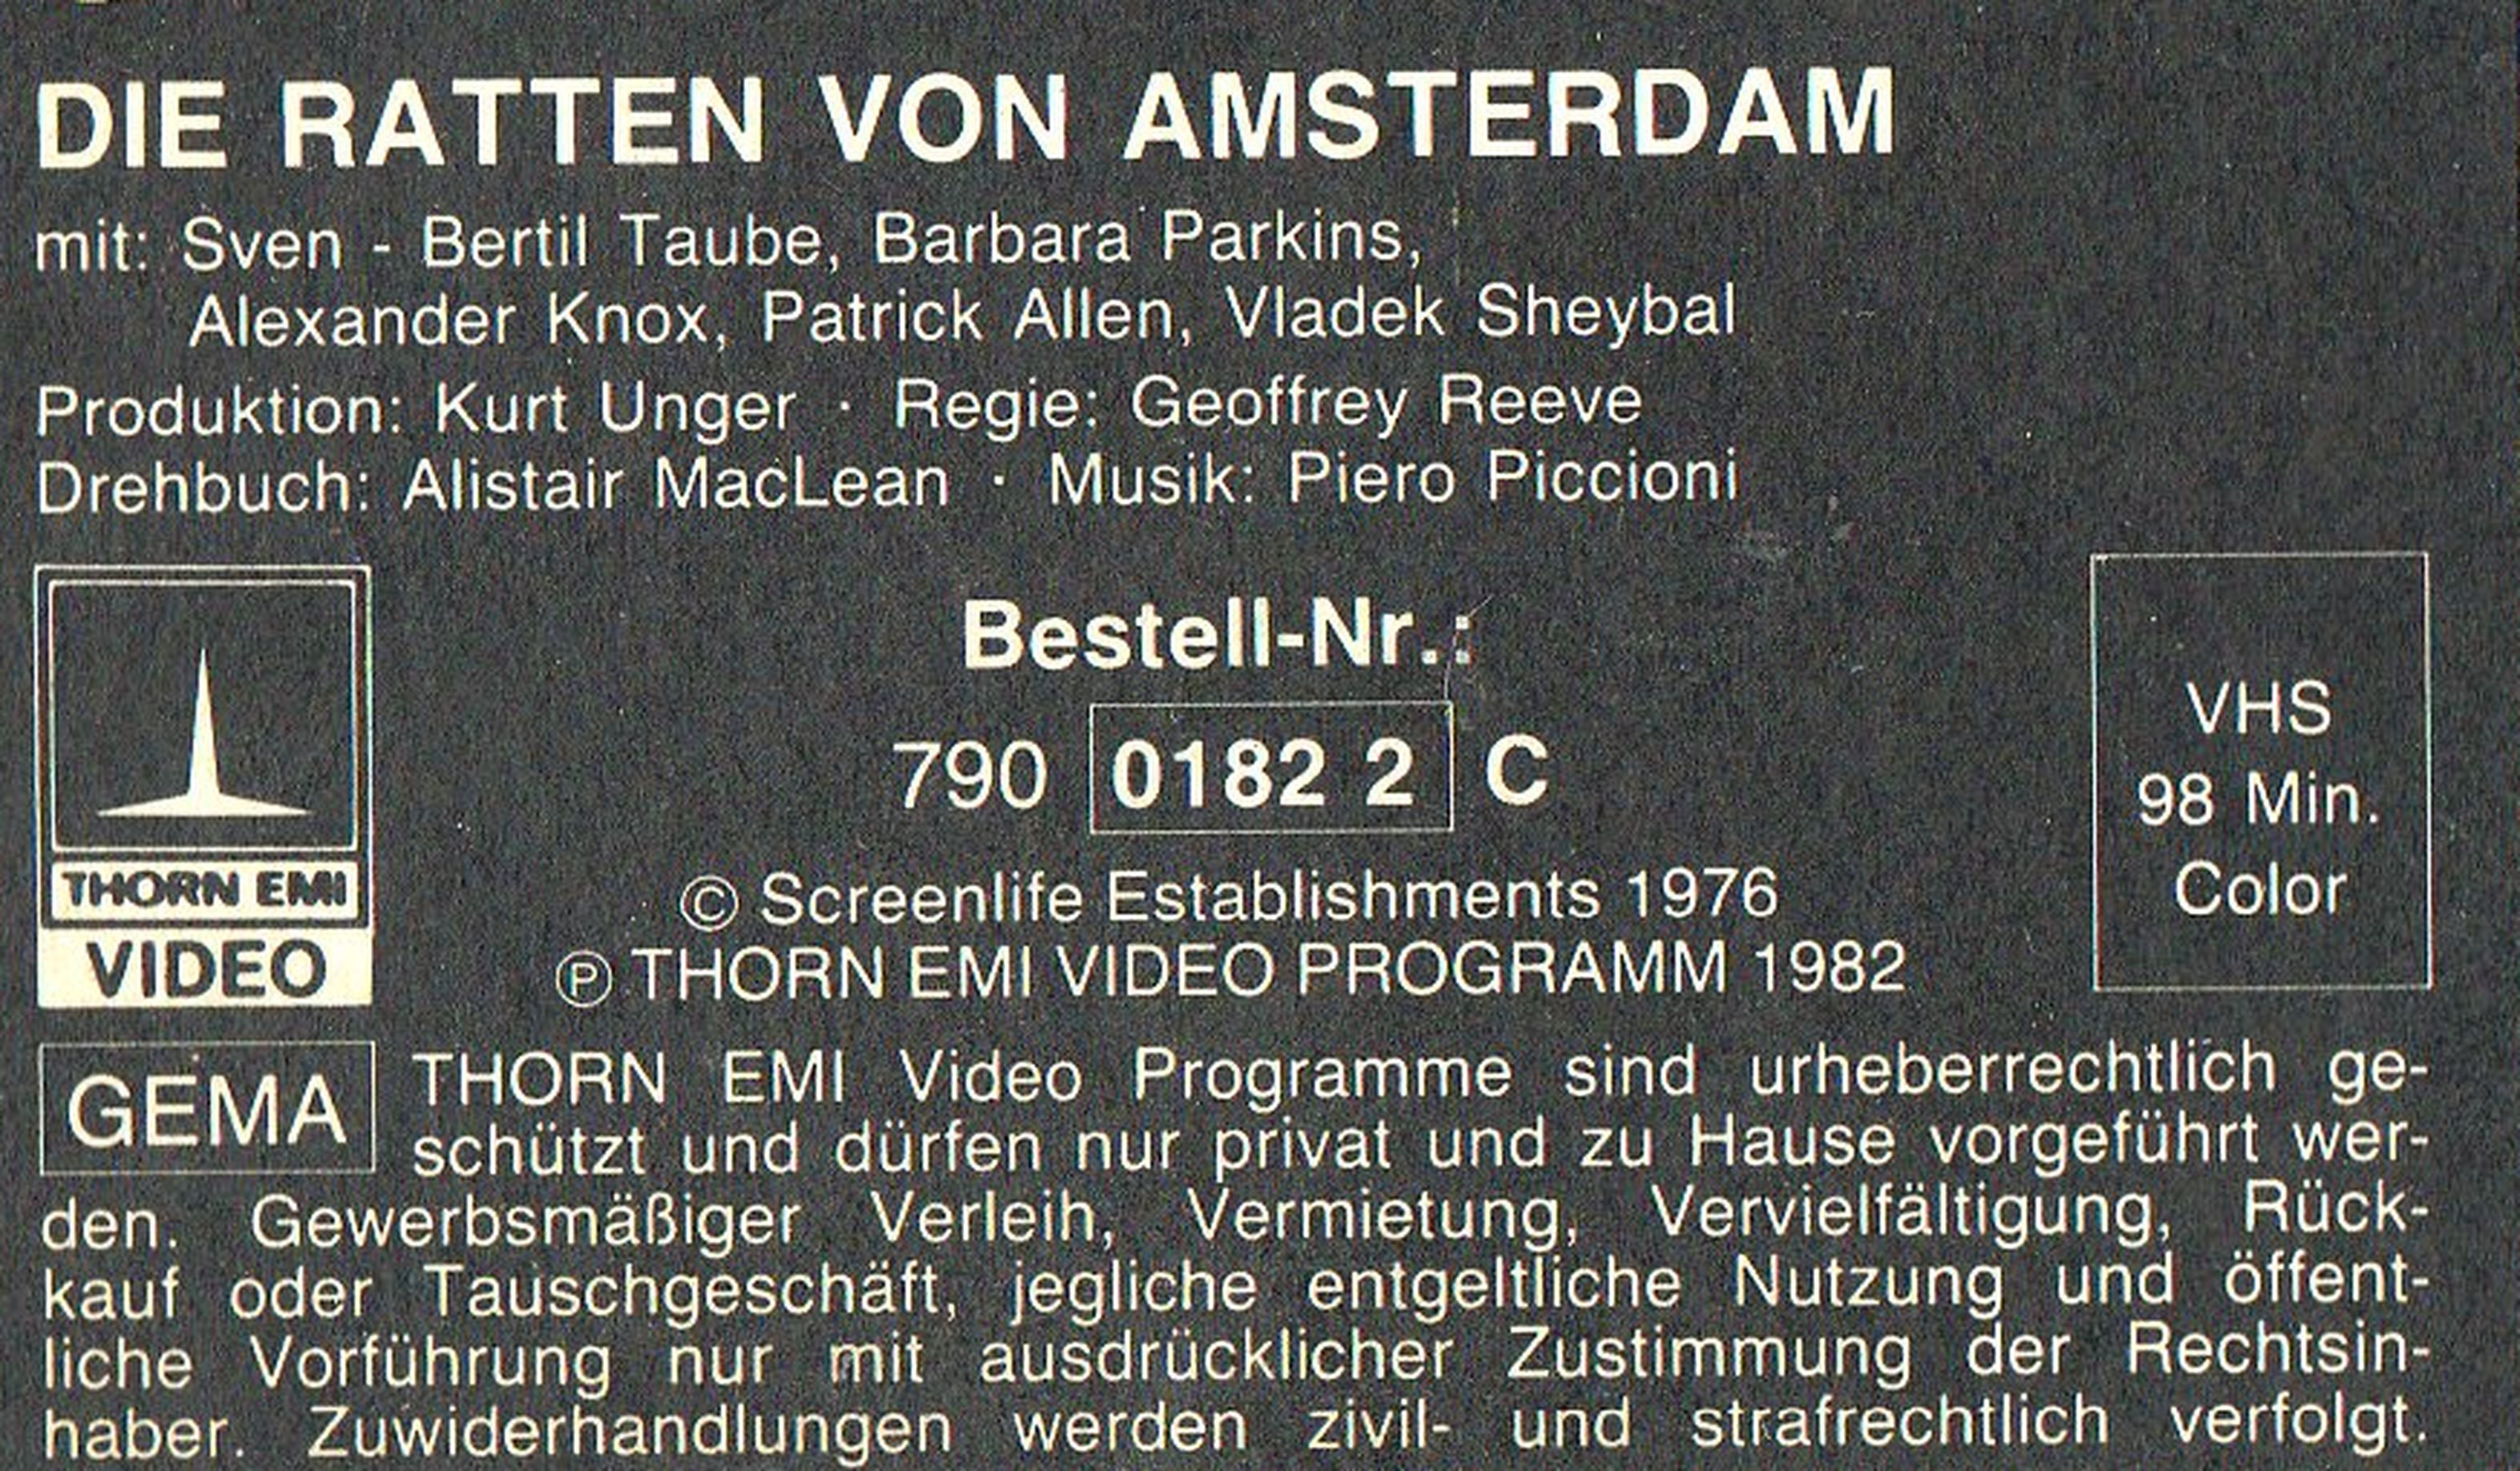 DIE RATTEN VON AMSTERDAM
mit: Sven - Bertil Taube, Barbara Parkins,
Alexander Knox, Patrick Allen, Vladek Sheybal
Produktion: Kurt Unger · Regie: Geoffrey Reeve
Drehbuch: Alistair MacLean · Musik: Piero Piccioni
Bestell-Nr.:
790 0182 2 C
© Screenlife Establishments 1976
℗ THORN EMI VIDEO PROGRAMM 1982
THORN EMI
VIDEO
VHS
98 Min.
Color
GEMA
THORN EMI Video Programme sind urheberrechtlich ge-
schützt und dürfen nur privat und zu Hause vorgeführt wer-
den. Gewerbsmäßiger Verleih, Vermietung, Vervielfältigung, Rück-
kauf oder Tauschgeschäft, jegliche entgeltliche Nutzung und öffent-
liche Vorführung nur mit ausdrücklicher Zustimmung der Rechtsin-
haber. Zuwiderhandlungen werden zivil- und strafrechtlich verfolgt.